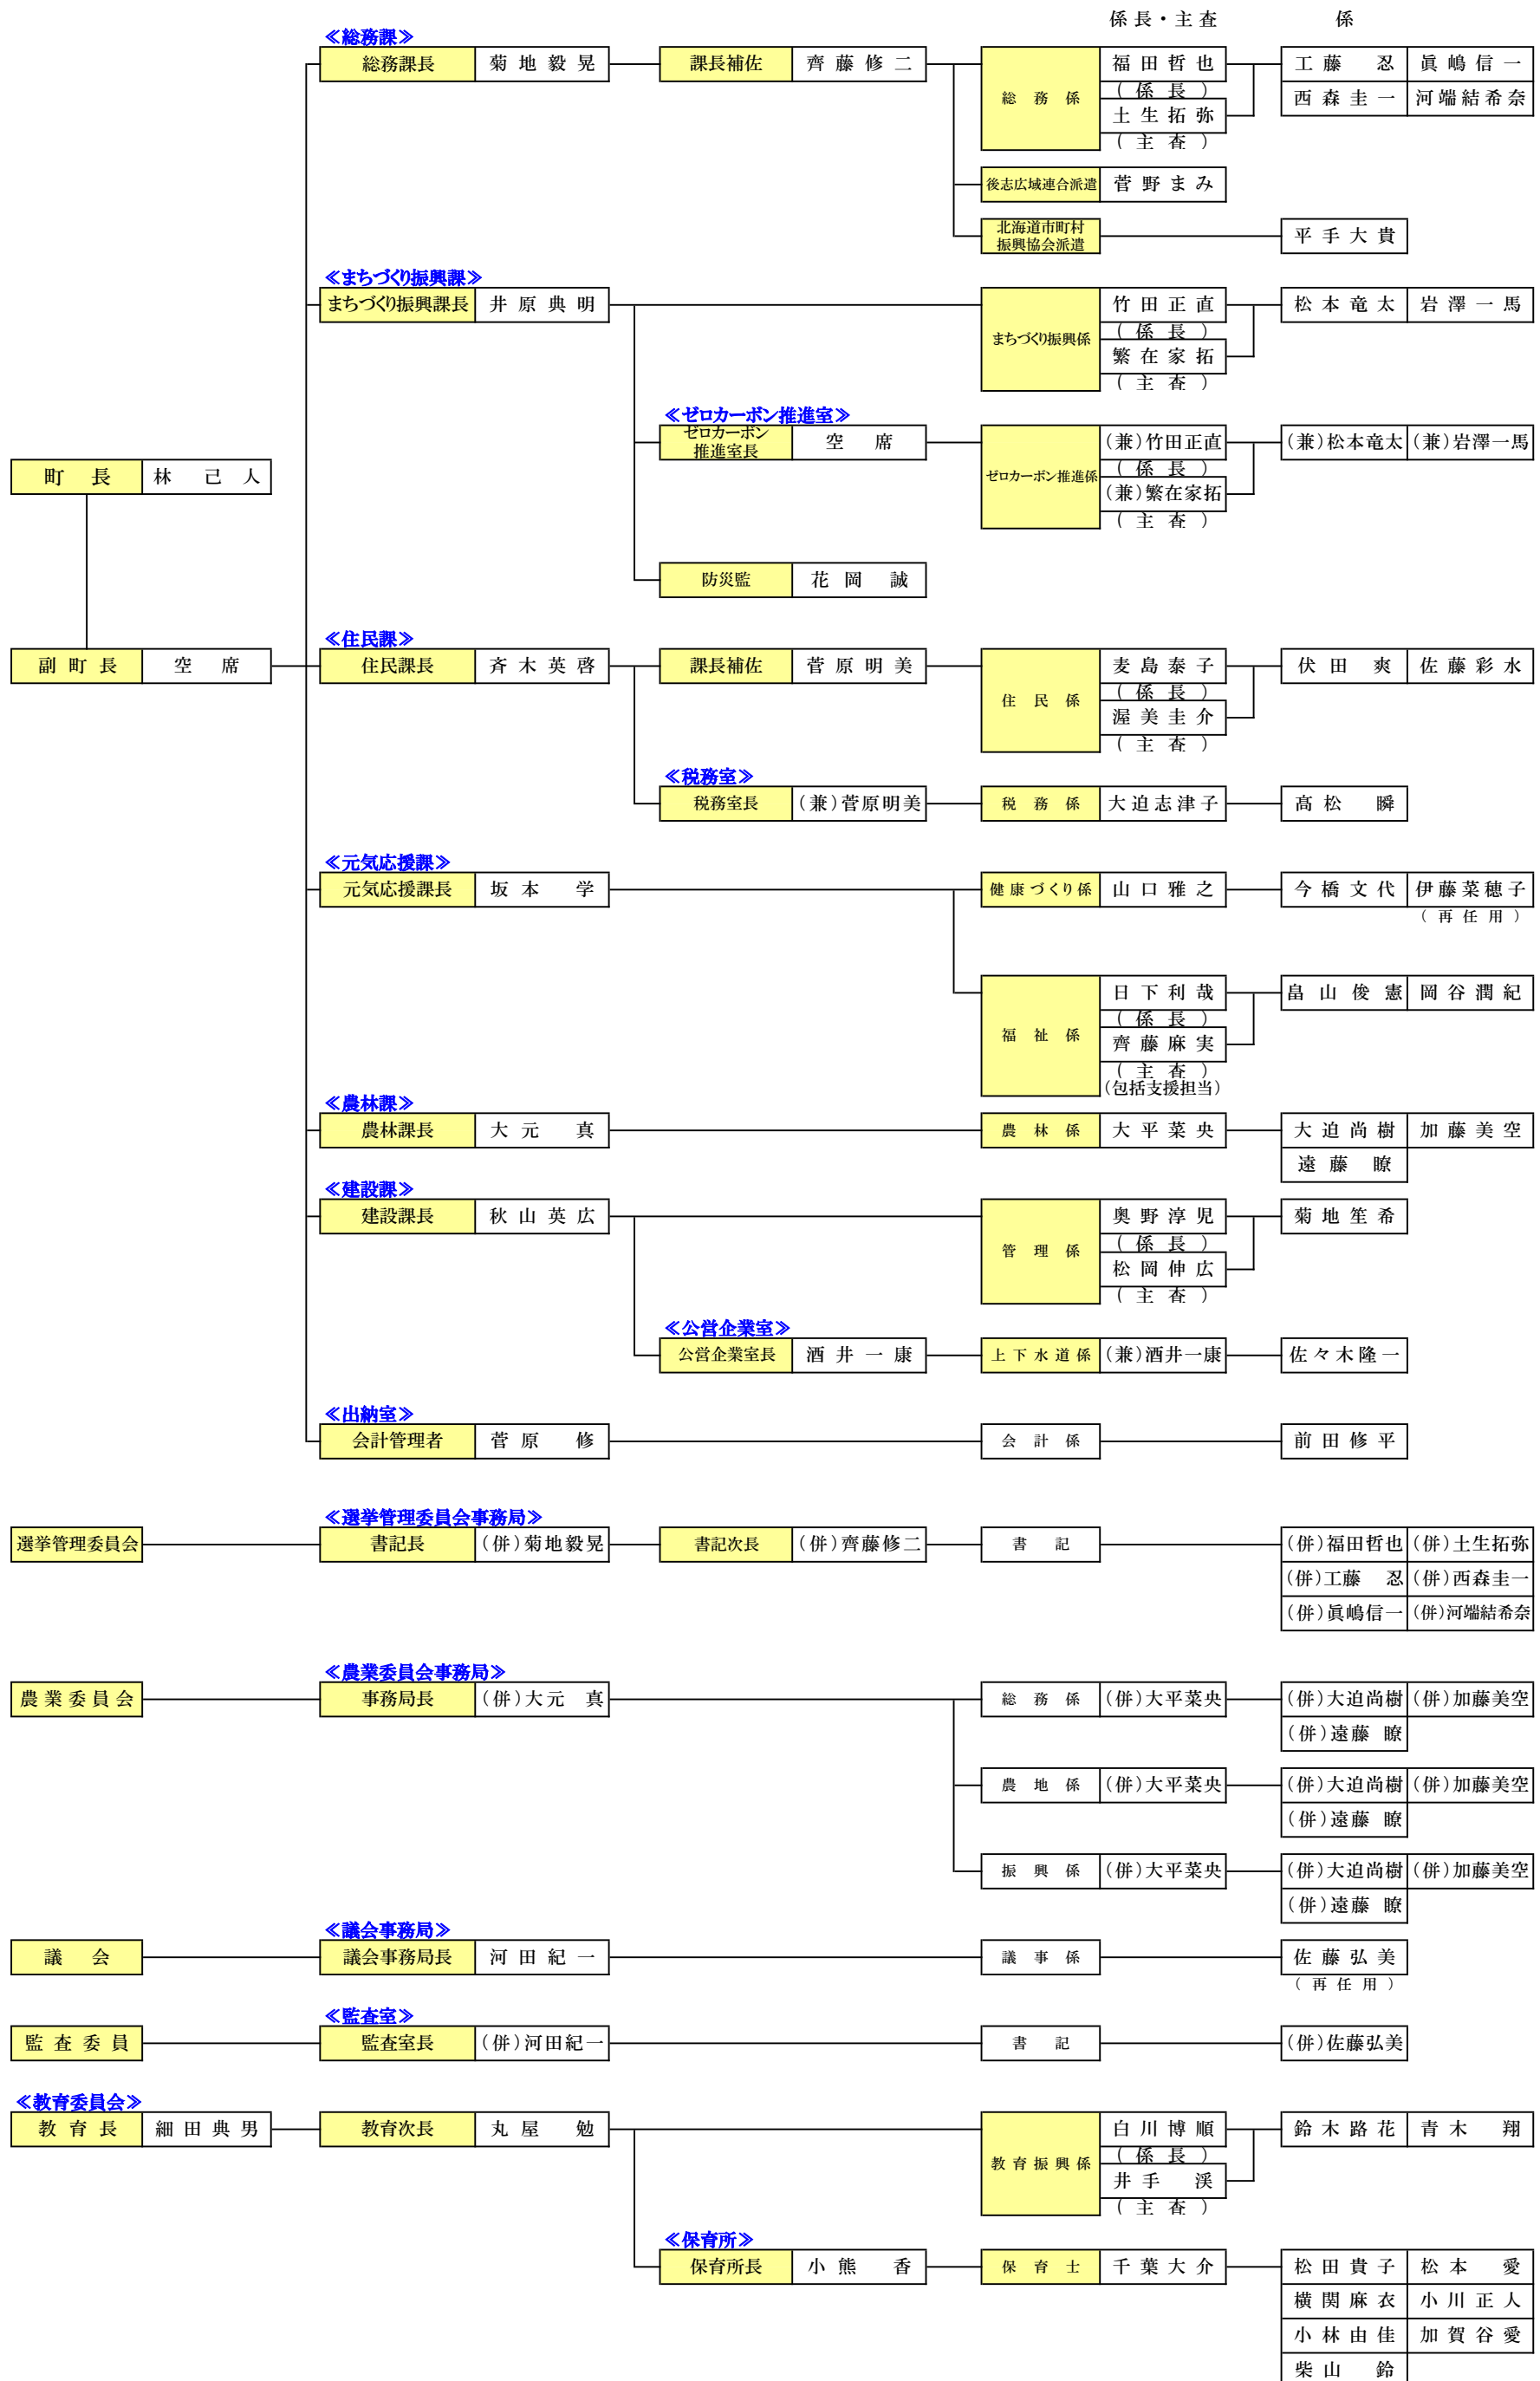 係長・主査　係
≪総務課≫
総務課長　菊地毅晃　課長補佐　齊藤修二　総務係　福田哲也　工藤　忍　眞嶋信一
（係長）　西森圭一　河端結希奈
土生拓弥
（主査）
後志広域連合派遣　菅野まみ
北海道市町村
振興協会派遣　平手大貴
≪まちづくり振興課≫
まちづくり振興課長　井原典明　まちづくり振興係　竹田正直　松本竜太　岩澤一馬
（係長）
繁在家拓
（主査）
≪ゼロカーボン推進室≫
ゼロカーボン
推進室長　空席　ゼロカーボン推進係　（兼）竹田正直　（兼）松本竜太　（兼）岩澤一馬
（係長）
町長　林　己人　（兼）繁在家拓
（主査）
防災監　花岡　誠
≪住民課≫
副町長　空席　住民課長　斉木英啓　課長補佐　菅原明美　住民係　麦島泰子　伏田　爽　佐藤彩水
（係長）
渥美圭介
（主査）
≪税務室≫
税務室長　（兼）菅原明美　税務係　大迫志津子　高松　瞬
≪元気応援課≫
元気応援課長　坂本　学　健康づくり係　山口雅之　今橋文代　伊藤菜穂子
（再任用）
福祉係　日下利哉　畠山俊憲　岡谷潤紀
（係長）
齊藤麻実
（主査）
（包括支援担当）
≪農林課≫
農林課長　大元　真　農林係　大平菜央　大迫尚樹　加藤美空
遠藤　瞭
≪建設課≫
建設課長　秋山英広　管理係　奥野淳児　菊地笙希
（係長）
松岡伸広
（主査）
≪公営企業室≫
公営企業室長　酒井一康　上下水道係　（兼）酒井一康　佐々木隆一
≪出納室≫
会計管理者　菅原　修　会計係　前田修平
≪選挙管理委員会事務局≫
選挙管理委員会　書記長　（併）菊地毅晃　書記次長　（併）齊藤修二　書記　（併）福田哲也　（併）土生拓弥
（併）工藤　忍　（併）西森圭一
（併）眞嶋信一　（併）河端結希奈
≪農業委員会事務局≫
農業委員会　事務局長　（併）大元　真　総務係　（併）大平菜央　（併）大迫尚樹　（併）加藤美空
（併）遠藤　瞭
農地係　（併）大平菜央　（併）大迫尚樹　（併）加藤美空
（併）遠藤　瞭
振興係　（併）大平菜央　（併）大迫尚樹　（併）加藤美空
（併）遠藤　瞭
≪議会事務局≫
議会　議会事務局長　河田紀一　議事係　佐藤弘美
（再任用）
≪監査室≫
監査委員　監査室長　（併）河田紀一　書記　（併）佐藤弘美
≪教育委員会≫
教育長　細田典男　教育次長　丸屋　勉　教育振興係　白川博順　鈴木路花　青木　翔
（係長）
井手　渓
（主査）
≪保育所≫
保育所長　小熊　香　保育士　千葉大介　松田貴子　松本　愛
横関麻衣　小川正人
小林由佳　加賀谷愛
柴山　鈴